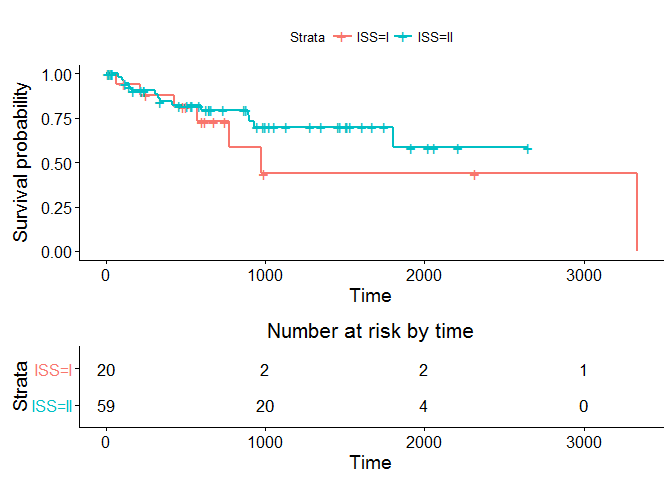 Strata ISS=I ISS=II
Survival probability
1.00
0.75
0.50
0.25
0.00
0 1000 2000 3000
Time
Number at risk by time
Strata
ISS=I 20 2 2 1
ISS=II 59 20 4 0
0 1000 2000 3000
Time